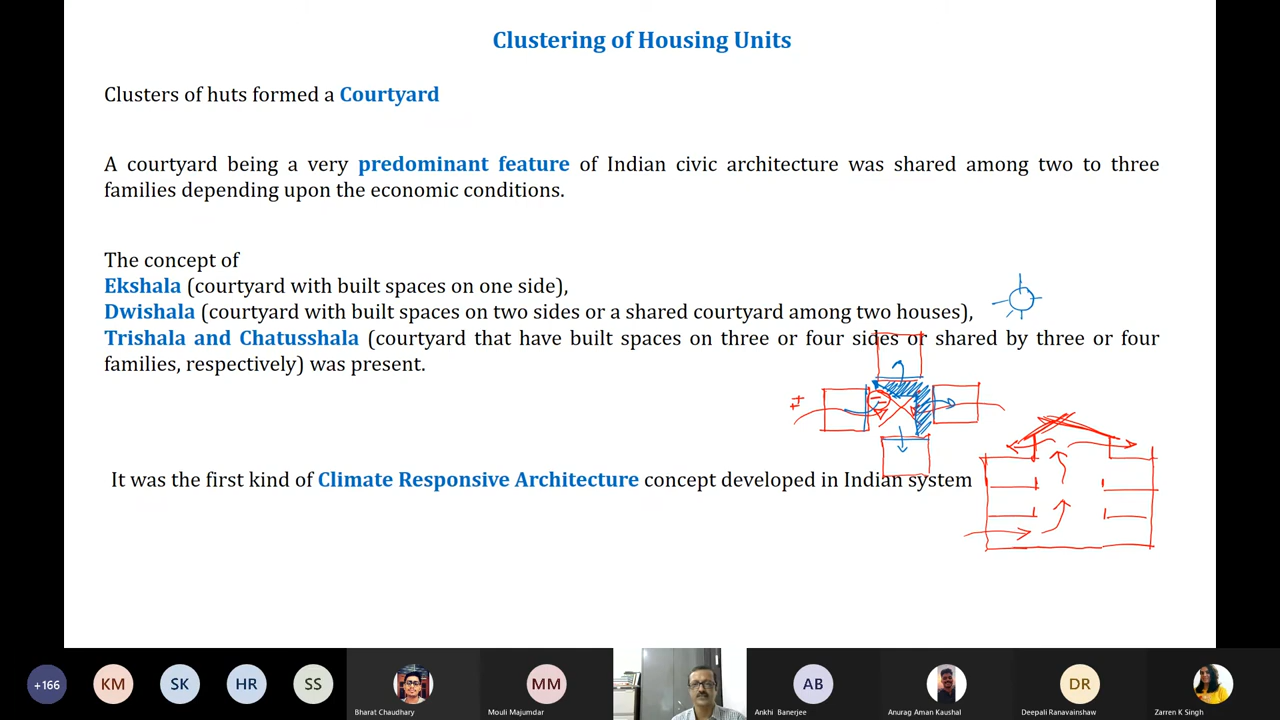 Clustering of Housing Units
Clusters of huts formed a Courtyard
A courtyard being a very predominant feature of Indian civic architecture was shared among two to three
families depending upon the economic conditions.
The concept of
Ekshala (courtyard with built spaces on one side),
Dwishala (courtyard with built spaces on two sides or a shared courtyard among two houses),
Trishala and Chatusshala (courtyard that have built spaces on three or four sides or shared by three or four
families, respectively) was present.
It was the first kind of Climate Responsive Architecture concept developed in Indian system
+166 KM SK HR SS MM AB DR
Bharat Chaudhary Mouli Majumdar Ankhi Banerjee Anurag Aman Kaushal Deepali Ranavainshaw Zarren K Singh